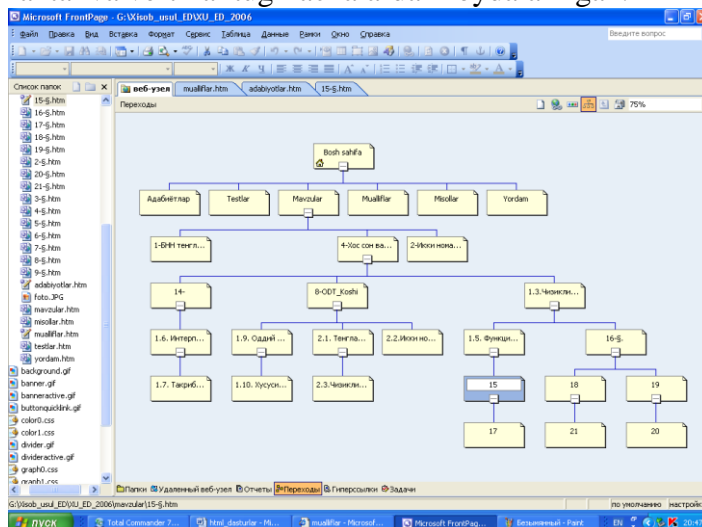 Microsoft FrontPage - G:\Xisob_usul_ED\XU_ED_2006
Файл Правка Вид Вставка Формат Сервис Таблица Данные Рамки Окно Справка
Введите вопрос
Ж К Ч
Список папок
веб-узел mualliflar.htm adabiyotlar.htm 15-§.htm
Переходы
75%
15-§.htm
16-§.htm
17-§.htm
18-§.htm
19-§.htm
2-§.htm
20-§.htm
21-§.htm
3-§.htm
4-§.htm
5-§.htm
6-§.htm
7-§.htm
8-§.htm
9-§.htm
adabiyotlar.htm
foto.JPG
mavzular.htm
misollar.htm
mualliflar.htm
testlar.htm
yordam.htm
background.gif
banner.gif
banneractive.gif
buttonquicklink.gif
color0.css
color1.css
divider.gif
divideractive.gif
graph0.css
graph1.css
Bosh sahifa
Адабиётлар Testlar Mavzular Mualliflar Misollar Yordam
1-БНН тенгл... 4-Хос сон ва... 2-Икки нома...
14- 8-ODT_Koshi 1.3.Чизикли...
1.6. Интерп... 1.9. Оддий ... 2.1. Тенгла... 2.2.Икки но... 1.5. Функци... 16-§.
1.7. Такриб... 1.10. Хусуси... 2.3.Чизикли... 15 18 19
17 21 20
Папки Удаленный веб-узел Отчеты Переходы Гиперссылки Задачи
G:\Xisob_usul_ED\XU_ED_2006\mavzular\15-§.htm по умолчанию настрой
пуск Total Commander 7.... html_dasturlar - Mi... muallflar - Microsof... Microsoft FrontPag... Безымянный - Paint EN 20:47